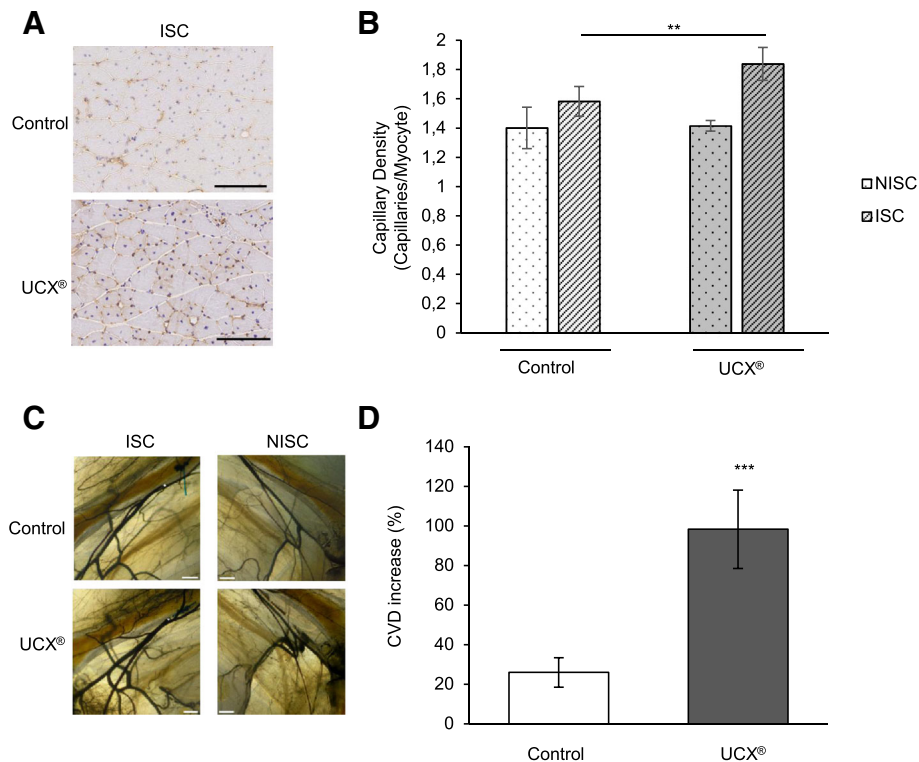 A
ISC
Control
UCX®
B
**
2
1,8
1,6
1,4
1,2
1
0,8
0,6
0,4
0,2
0
Capillary Density
(Capillaries/Myocyte)
Control
UCX®
NISC
ISC
C
ISC
NISC
Control
UCX®
D
140
120
100
80
60
40
20
0
CVD increase (%)
***
Control
UCX®